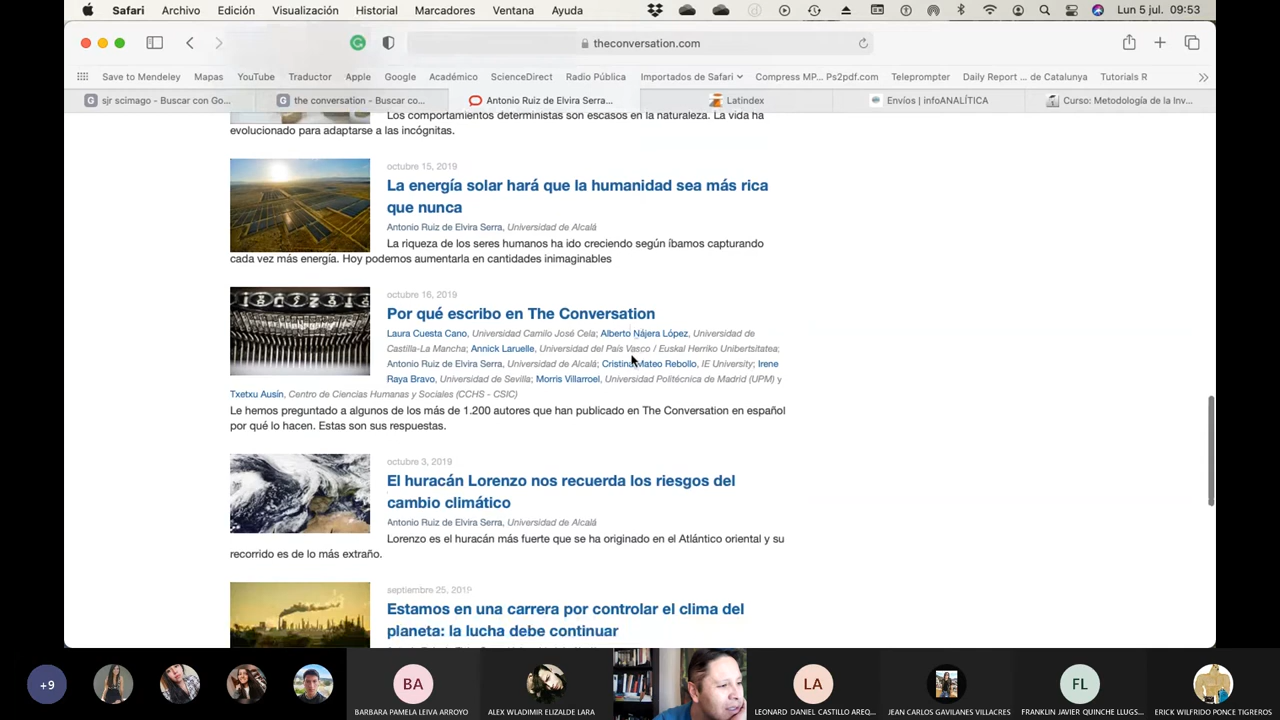 Safari Archivo Edición Visualización Historial Marcadores Ventana Ayuda Lun 5 jul. 09:53
theconversation.com
Save to Mendeley Mapas YouTube Traductor Apple Google Académico ScienceDirect Radio Pública Importados de Safari Compress MP... Ps2pdf.com Teleprompter Daily Report ... de Catalunya Tutorials R
sjr scimago - Buscar con Go... the conversation - Buscar co... Antonio Ruiz de Elvira Serra... Latindex Envíos | infoANALÍTICA Curso: Metodología de la Inv...
Los comportamientos deterministas son escasos en la naturaleza. La vida ha
evolucionado para adaptarse a las incógnitas.
octubre 15, 2019
La energía solar hará que la humanidad sea más rica
que nunca
Antonio Ruiz de Elvira Serra, Universidad de Alcalá
La riqueza de los seres humanos ha ido creciendo según íbamos capturando
cada vez más energía. Hoy podemos aumentarla en cantidades inimaginables
octubre 16, 2019
Por qué escribo en The Conversation
Laura Cuesta Cano, Universidad Camilo José Cela; Alberto Nájera López, Universidad de
Castilla-La Mancha; Annick Laruelle, Universidad del País Vasco / Euskal Herriko Unibertsitatea;
Antonio Ruiz de Elvira Serra, Universidad de Alcalá; Cristina Mateo Rebollo, IE University; Irene
Raya Bravo, Universidad de Sevilla; Morris Villarroel, Universidad Politécnica de Madrid (UPM) y
Txetxu Ausín, Centro de Ciencias Humanas y Sociales (CCHS - CSIC)
Le hemos preguntado a algunos de los más de 1.200 autores que han publicado en The Conversation en español
por qué lo hacen. Estas son sus respuestas.
octubre 3, 2019
El huracán Lorenzo nos recuerda los riesgos del
cambio climático
Antonio Ruiz de Elvira Serra, Universidad de Alcalá
Lorenzo es el huracán más fuerte que se ha originado en el Atlántico oriental y su
recorrido es de lo más extraño.
septiembre 25, 2019
Estamos en una carrera por controlar el clima del
planeta: la lucha debe continuar
+9 BA LA FL
BARBARA PAMELA LEIVA ARROYO ALEX WLADIMIR ELIZALDE LARA LEONARD DANIEL CASTILLO AREQ... JEAN CARLOS GAVILANES VILLACRES FRANKLIN JAVIER QUINCHE LLUGS... ERICK WILFRIDO PONCE TIGREROS